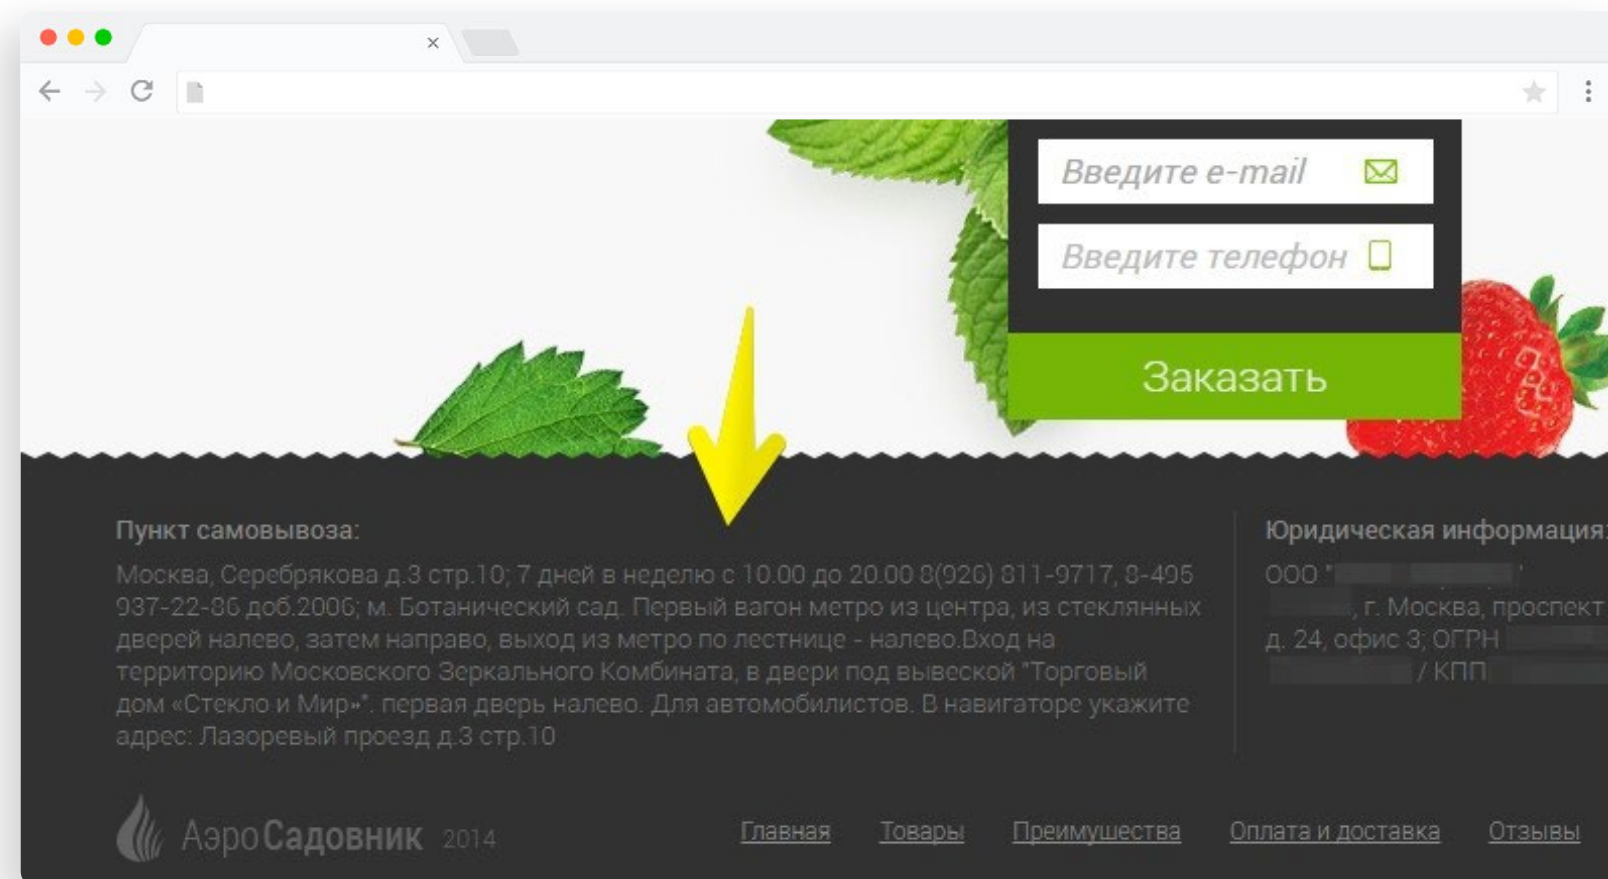 Введите e-mail
Введите телефон
Заказать
Пункт самовывоза:
Москва, Серебрякова д.3 стр.10; 7 дней в неделю с 10.00 до 20.00 8(926) 811-9717, 8-495
937-22-86 доб.2006; м. Ботанический сад. Первый вагон метро из центра, из стеклянных
дверей налево, затем направо, выход из метро по лестнице - налево.Вход на
территорию Московского Зеркального Комбината, в двери под вывеской "Торговый
дом «Стекло и Мир»". первая дверь налево. Для автомобилистов. В навигаторе укажите
адрес: Лазоревый проезд д.3 стр.10
Юридическая информация:
ООО "
, г. Москва, проспект
д. 24, офис 3; ОГРН
/ КПП
АэроСадовник 2014
Главная Товары Преимущества Оплата и доставка Отзывы